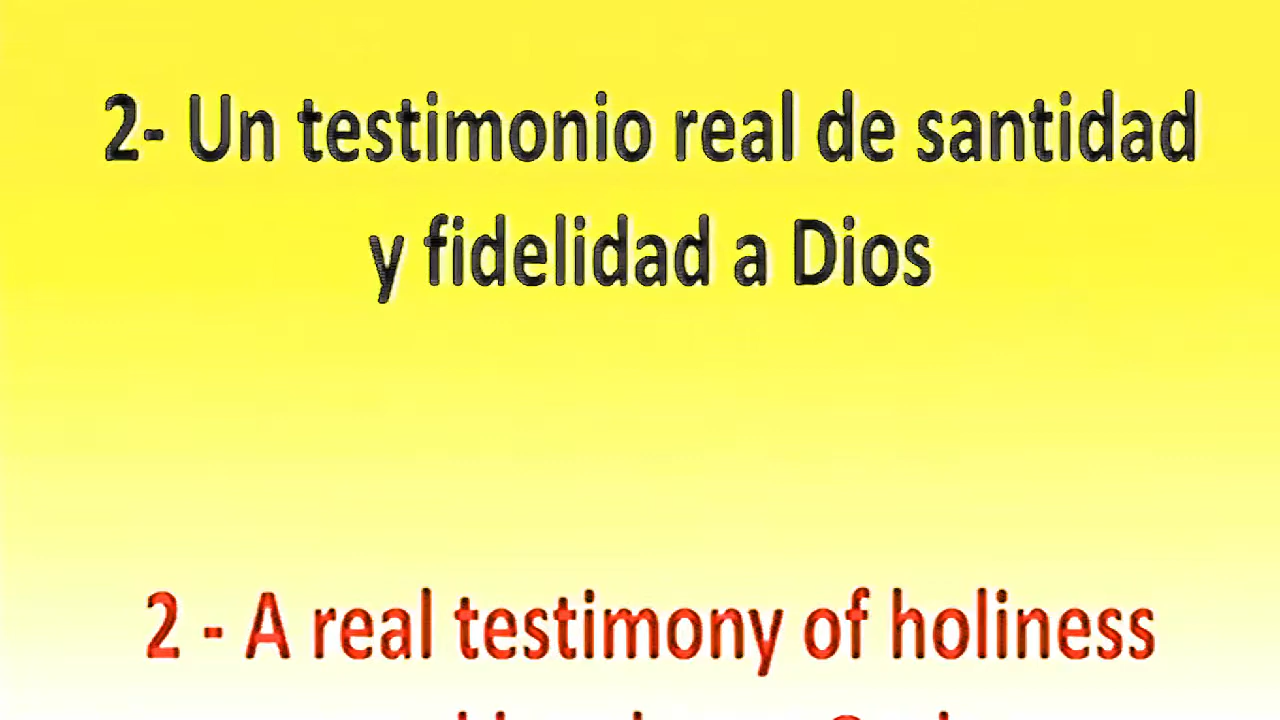 2- Un testimonio real de santidad
y fidelidad a Dios
2 - A real testimony of holiness